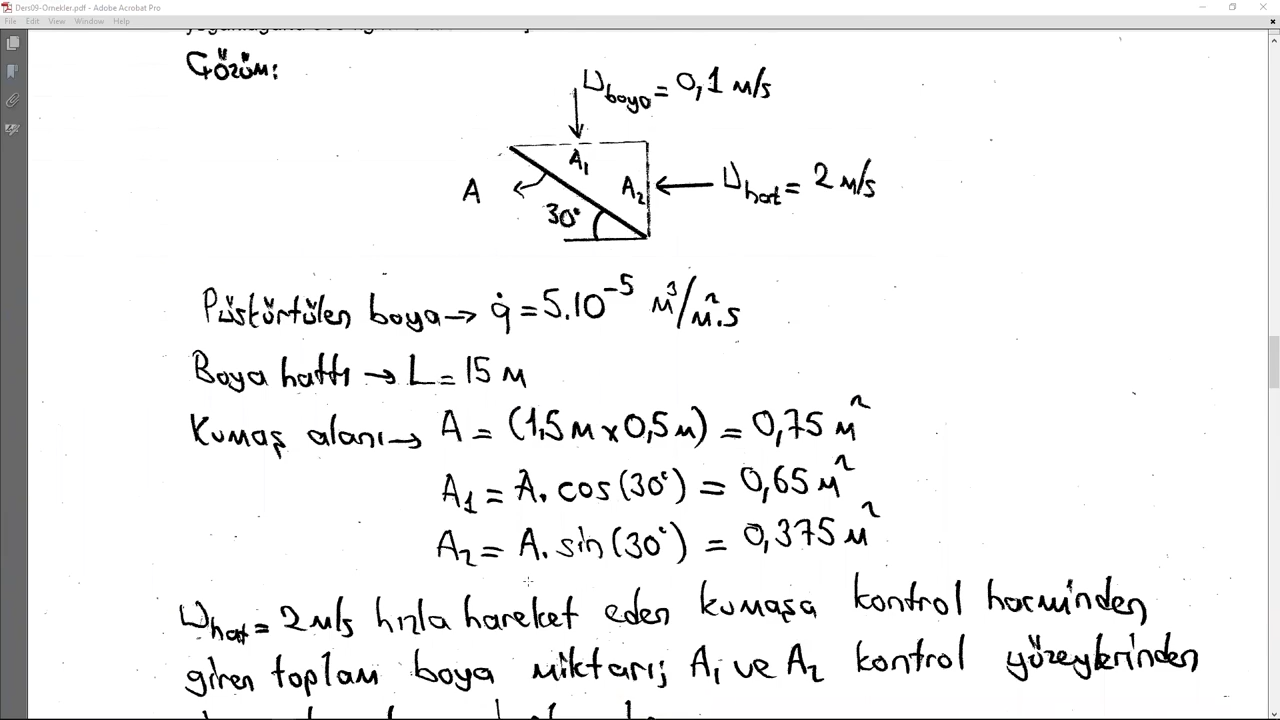 Ders09-Ornekler.pdf - Adobe Acrobat Pro
File Edit View Window Help
Çözüm:
V boya = 0,1 m/s
A₁
A
A₂
V hat = 2 m/s
30°
Püskürtülen boya → q̇ = 5.10⁻⁵ m³/m².s
Boya hattı → L = 15 m
Kumaş alanı → A = (1,5 m x 0,5 m) = 0,75 m²
A₁ = A. cos(30°) = 0,65 m²
A₂ = A. sin(30°) = 0,375 m²
V hat = 2 m/s hızla hareket eden kumaşa kontrol hacminden
giren toplam boya miktarı; A₁ ve A₂ kontrol yüzeylerinden